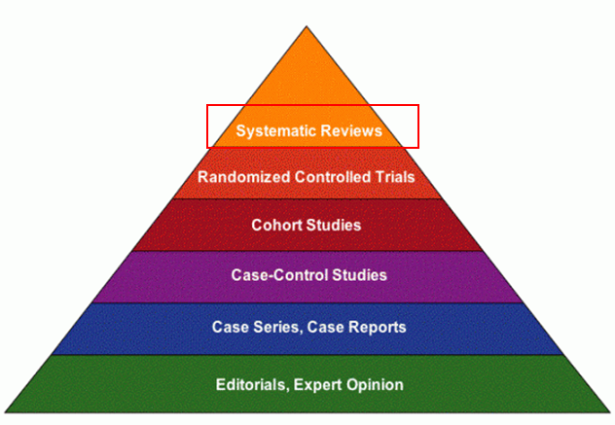 Systematic Reviews
Randomized Controlled Trials
Cohort Studies
Case-Control Studies
Case Series, Case Reports
Editorials, Expert Opinion